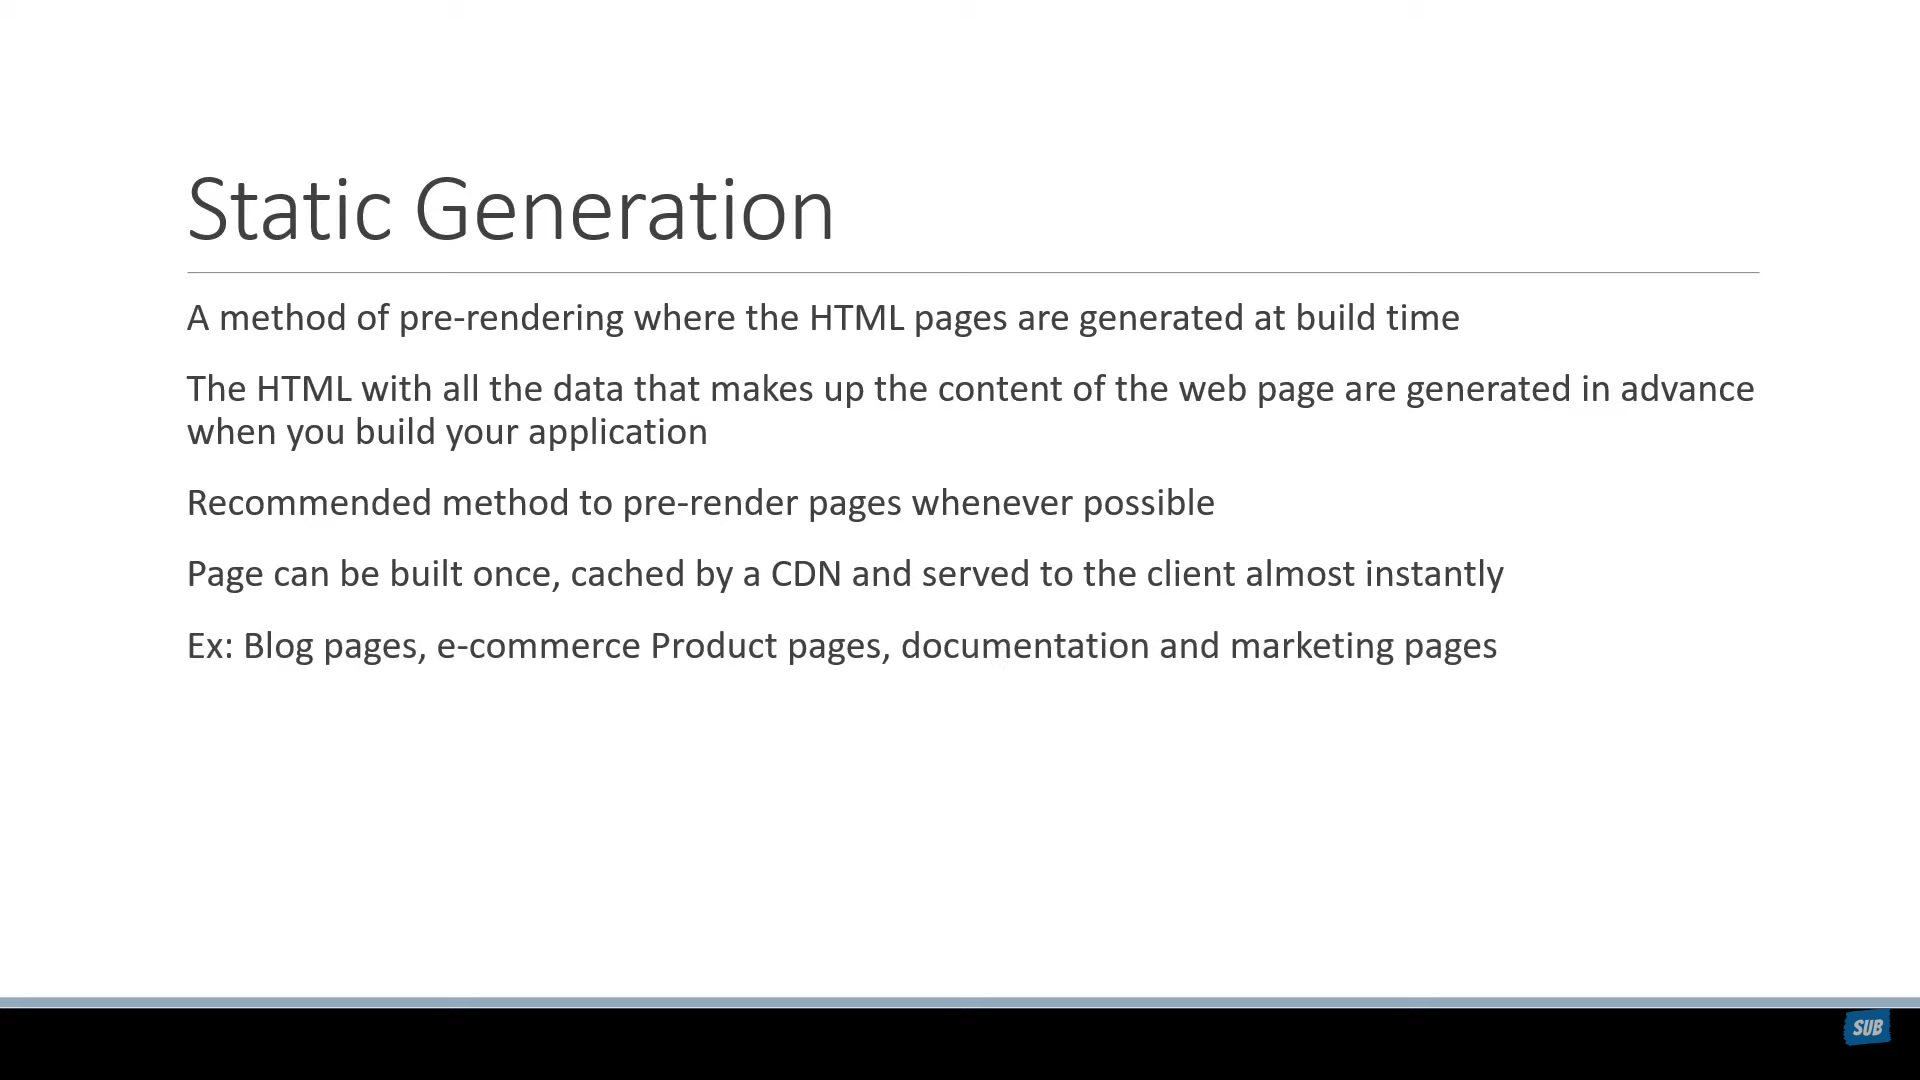 Static Generation
A method of pre-rendering where the HTML pages are generated at build time
The HTML with all the data that makes up the content of the web page are generated in advance
when you build your application
Recommended method to pre-render pages whenever possible
Page can be built once, cached by a CDN and served to the client almost instantly
Ex: Blog pages, e-commerce Product pages, documentation and marketing pages
SUB